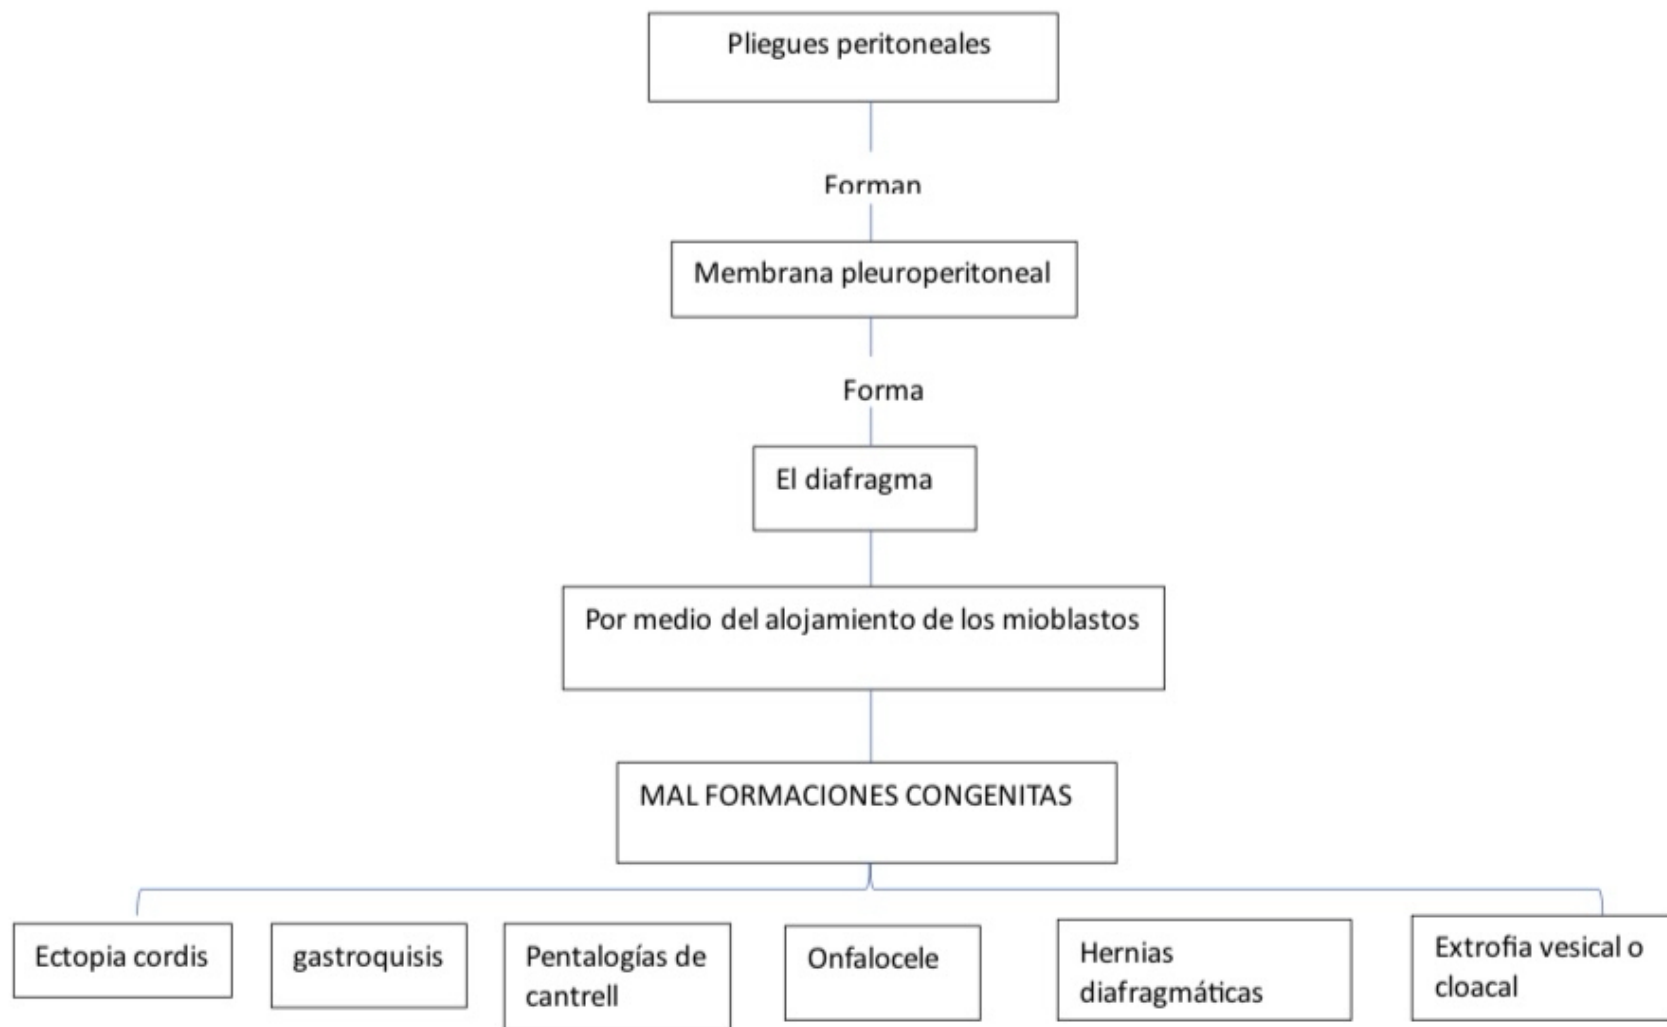 Pliegues peritoneales
Forman
Membrana pleuroperitoneal
Forma
El diafragma
Por medio del alojamiento de los mioblastos
MAL FORMACIONES CONGENITAS
Ectopia cordis
gastroquisis
Pentalogías de
cantrell
Onfalocele
Hernias
diafragmáticas
Extrofia vesical o
cloacal